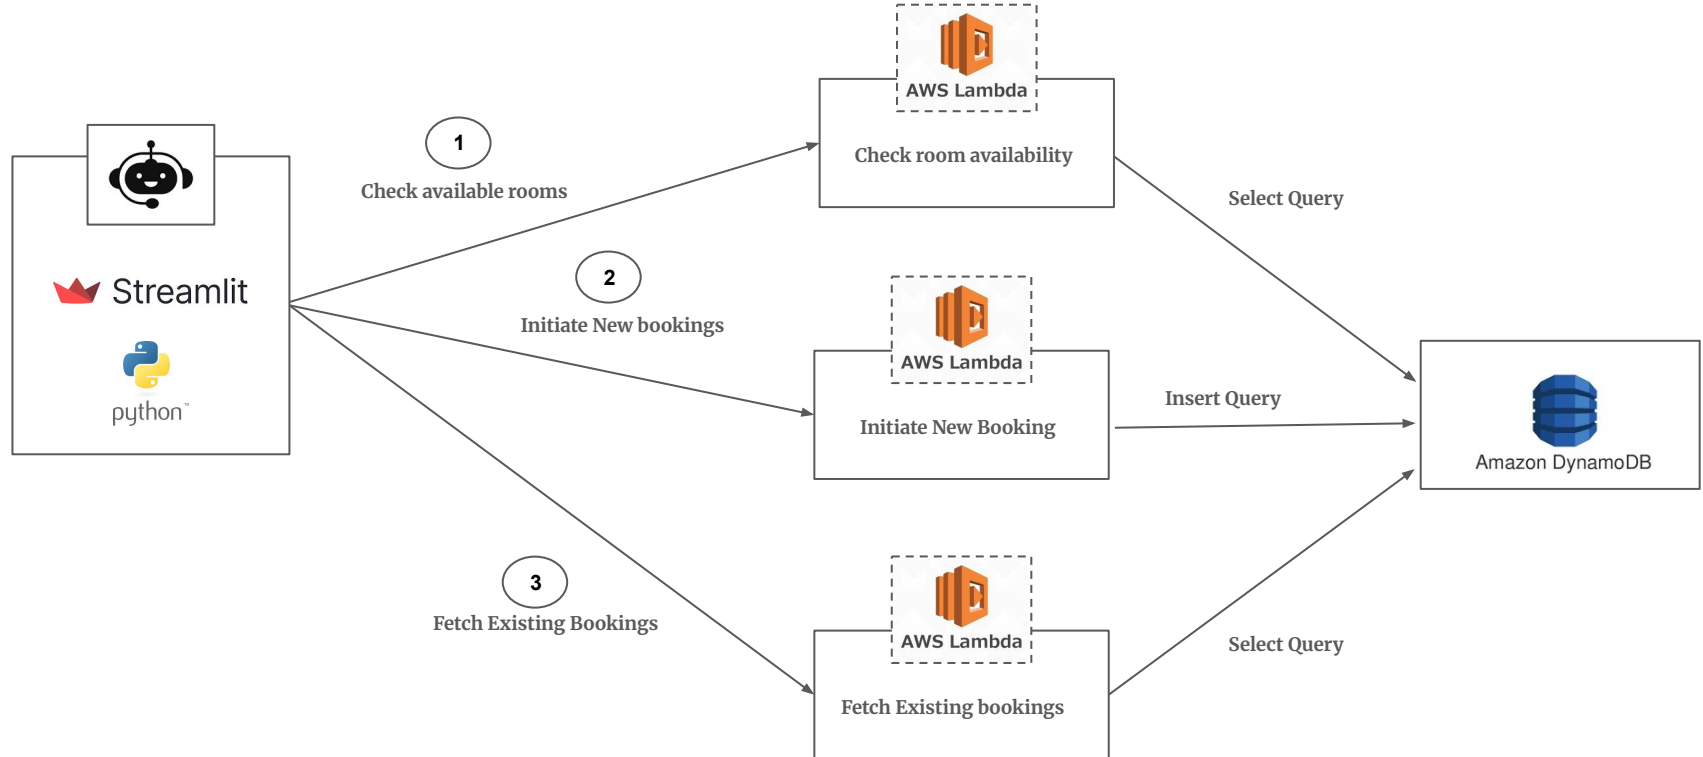 AWS Lambda
Check room availability
1
Check available rooms
Select Query
Streamlit
python™
2
Initiate New bookings
AWS Lambda
Initiate New Booking
Insert Query
Amazon DynamoDB
3
Fetch Existing Bookings
AWS Lambda
Fetch Existing bookings
Select Query